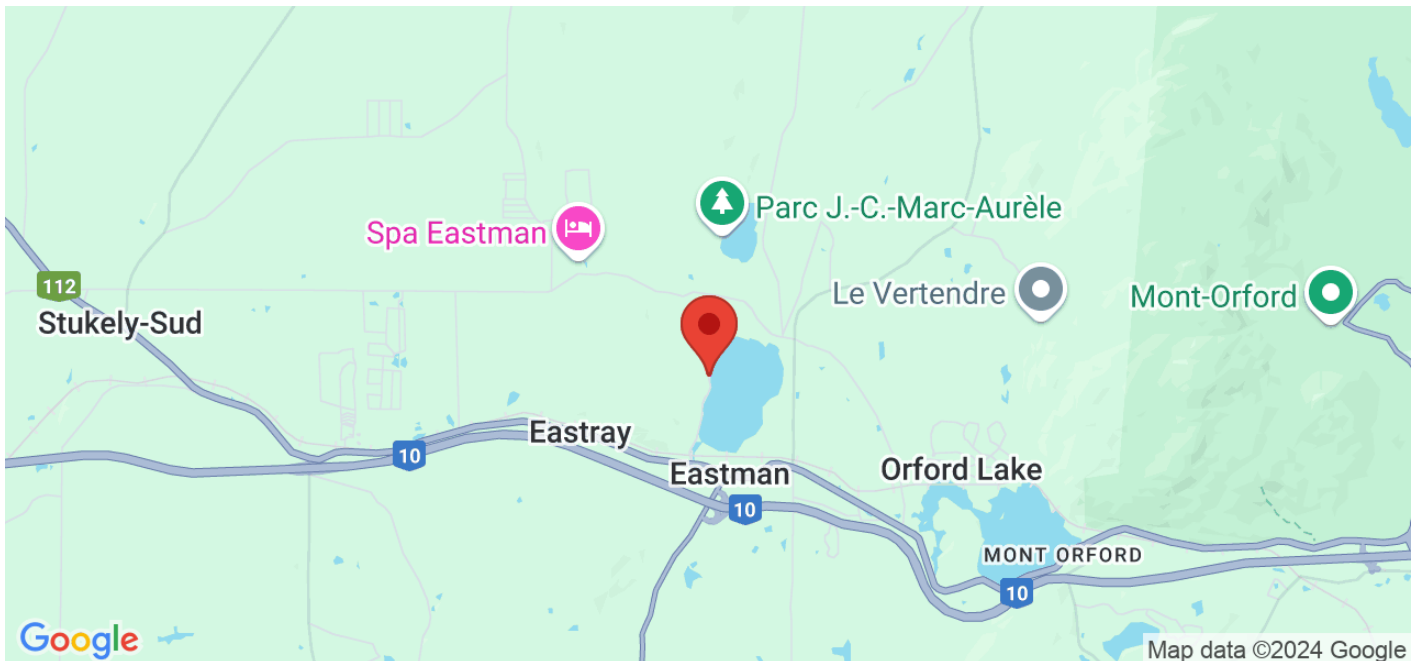 Parc J.-C.-Marc-Aurèle
Spa Eastman
112
Le Vertendre
Mont-Orford
Stukely-Sud
Eastray
10
Eastman
Orford Lake
10
MONT ORFORD
10
Google
Map data ©2024 Google